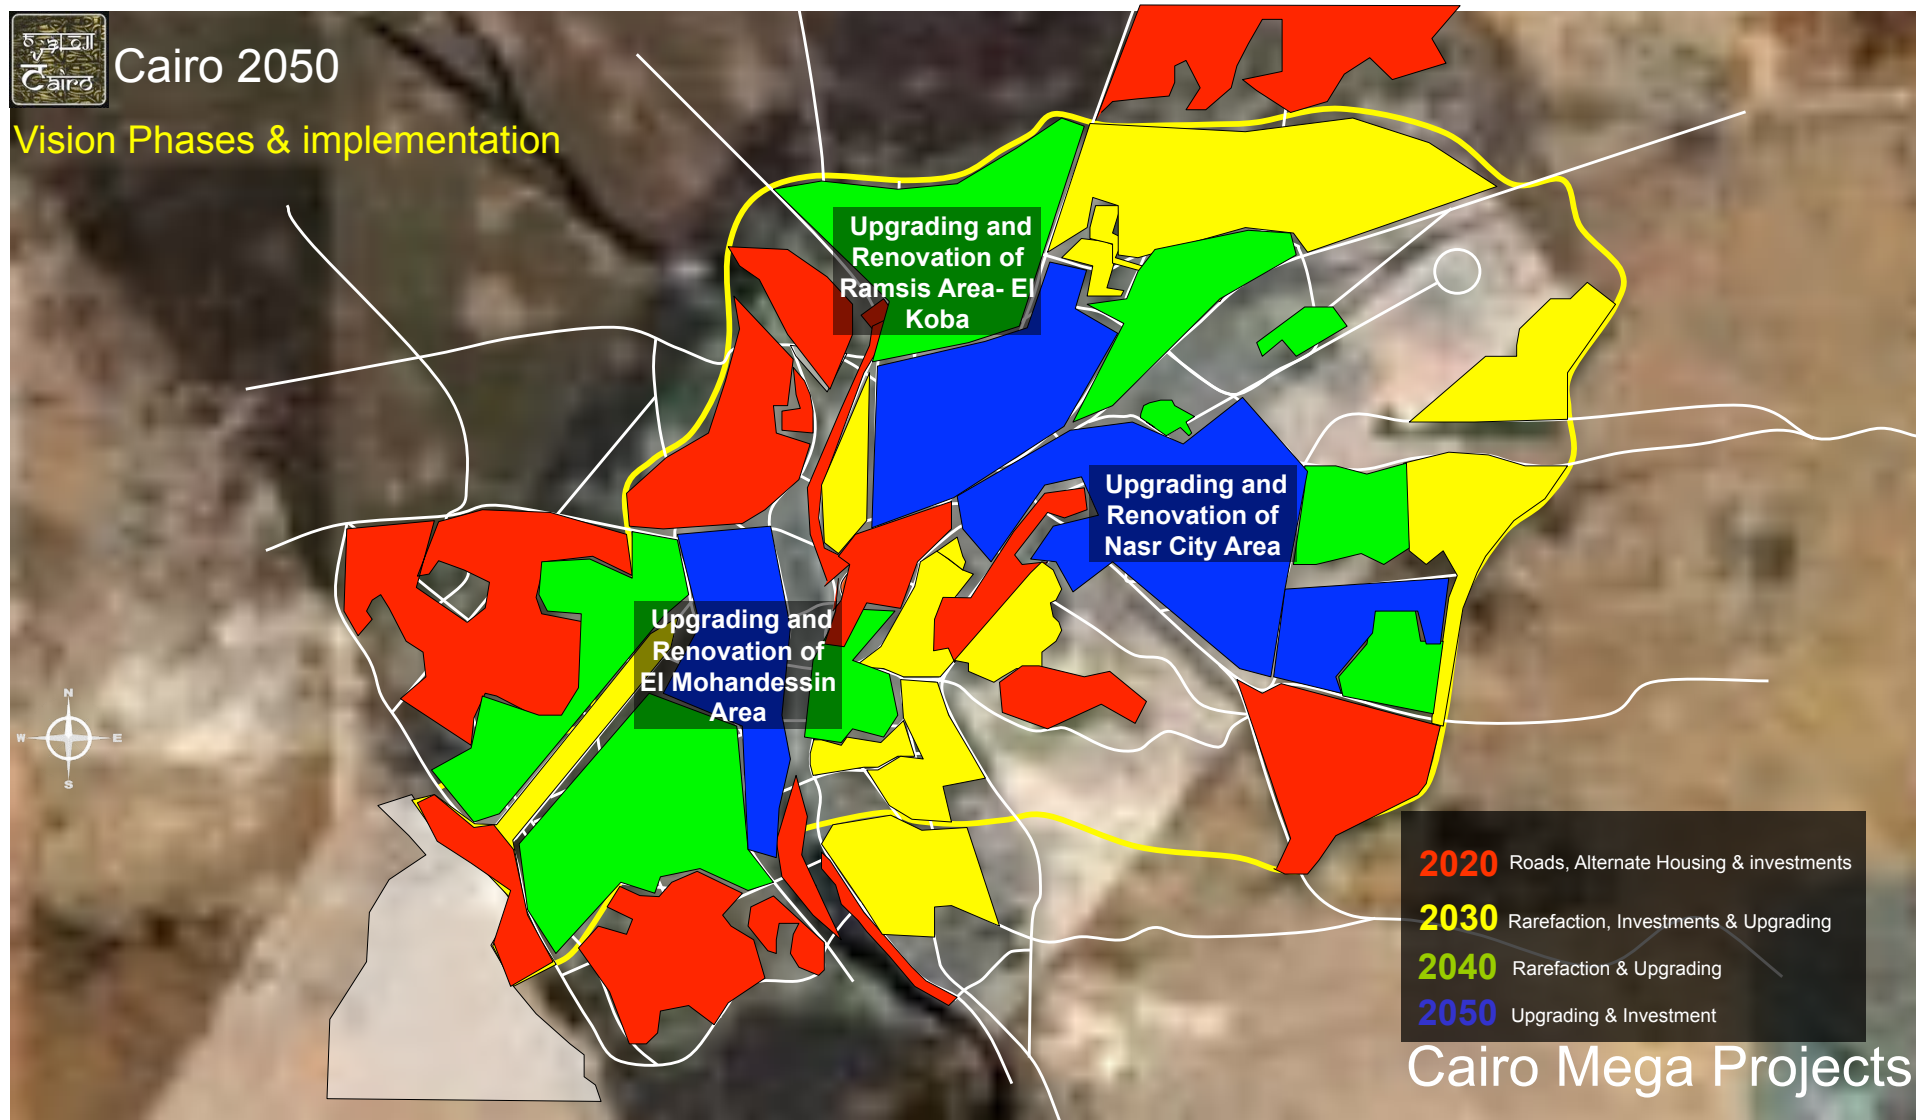 القاهرة
Cairo
Cairo 2050
Vision Phases & implementation
Upgrading and
Renovation of
Ramsis Area- El
Koba
Upgrading and
Renovation of
Nasr City Area
Upgrading and
Renovation of
El Mohandessin
Area
N
W E
S
2020 Roads, Alternate Housing & investments
2030 Rarefaction, Investments & Upgrading
2040 Rarefaction & Upgrading
2050 Upgrading & Investment
Cairo Mega Projects